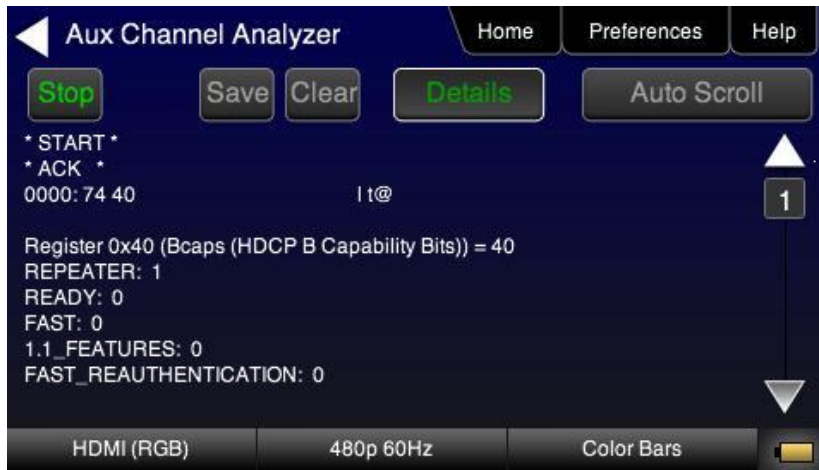 Aux Channel Analyzer Home Preferences Help
Stop Save Clear Details Auto Scroll
* START *
* ACK *
0000: 74 40 | t@
1
Register 0x40 (Bcaps (HDCP B Capability Bits)) = 40
REPEATER: 1
READY: 0
FAST: 0
1.1_FEATURES: 0
FAST_REAUTHENTICATION: 0
HDMI (RGB) 480p 60Hz Color Bars